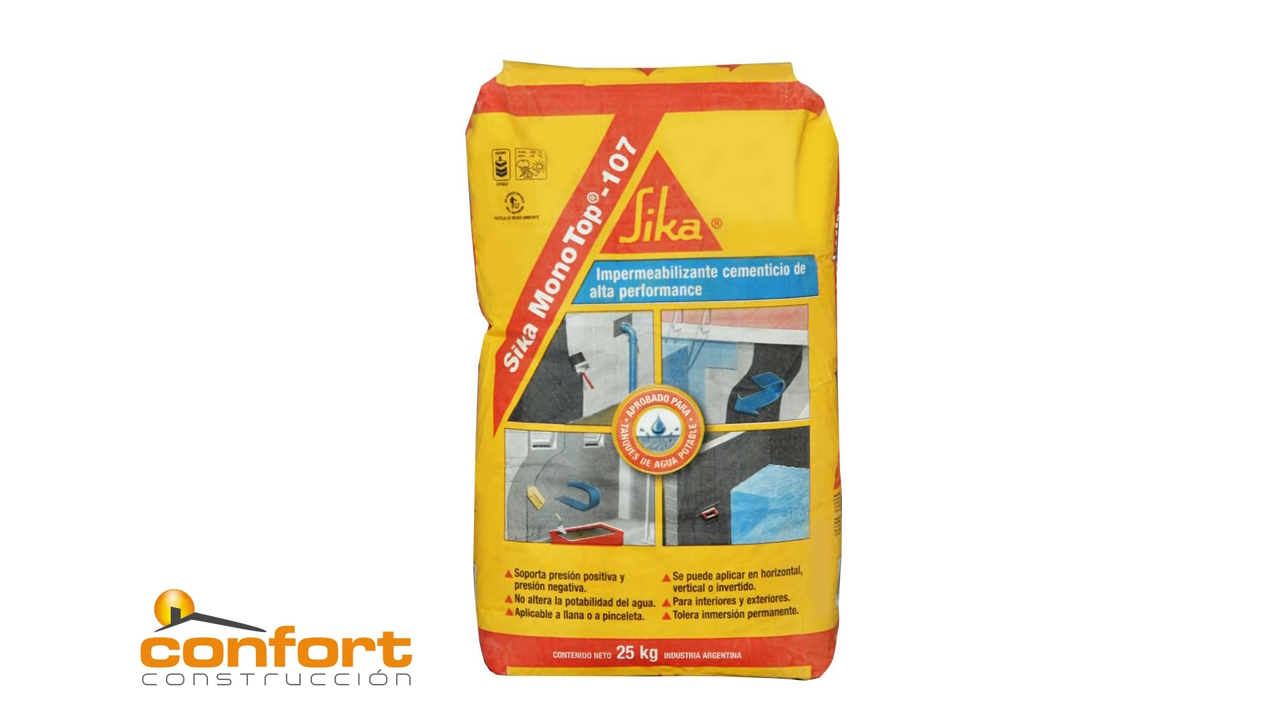 Sika MonoTop®-107
Sika®
Impermeabilizante cementicio de
alta performance
APROBADO PARA
TANQUES DE AGUA POTABLE
Soporta presión positiva y
presión negativa.
No altera la potabilidad del agua.
Aplicable a llana o a pinceleta.
Se puede aplicar en horizontal,
vertical o invertido.
Para interiores y exteriores.
Tolera inmersión permanente.
CONTENIDO NETO 25 kg INDUSTRIA ARGENTINA
confort
CONSTRUCCIÓN